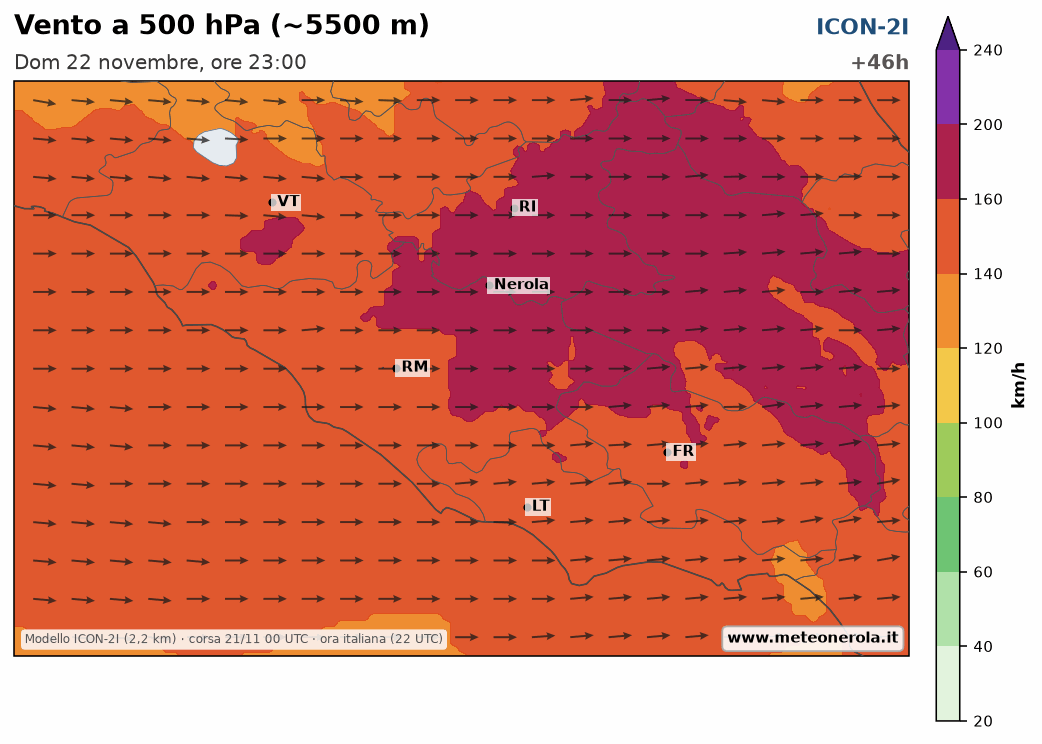 Vento a 500 hPa (~5500 m)
ICON-2I
Dom 22 novembre, ore 23:00
+46h
VT
RI
Nerola
RM
FR
LT
240
200
160
140
120
100
80
60
40
20
km/h
Modello ICON-2I (2,2 km) · corsa 21/11 00 UTC · ora italiana (22 UTC)
www.meteonerola.it